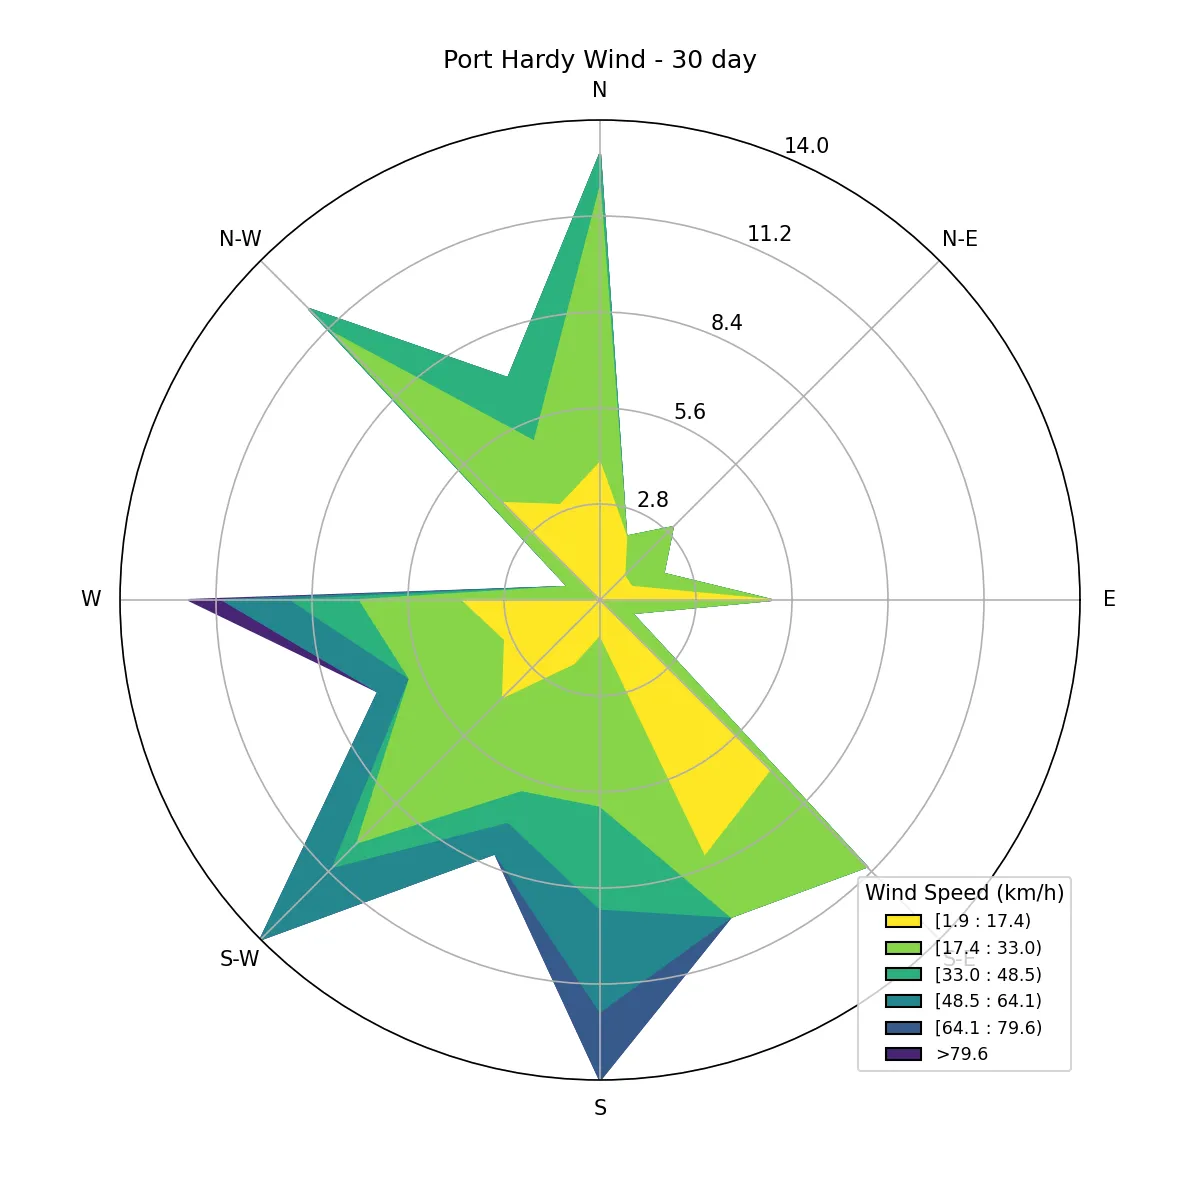 Port Hardy Wind - 30 day
N
14.0
N-W
N-E
11.2
8.4
5.6
2.8
W
E
Wind Speed (km/h)
[1.9 : 17.4)
[17.4 : 33.0)
S-W
S-E
[33.0 : 48.5)
[48.5 : 64.1)
[64.1 : 79.6)
>79.6
S